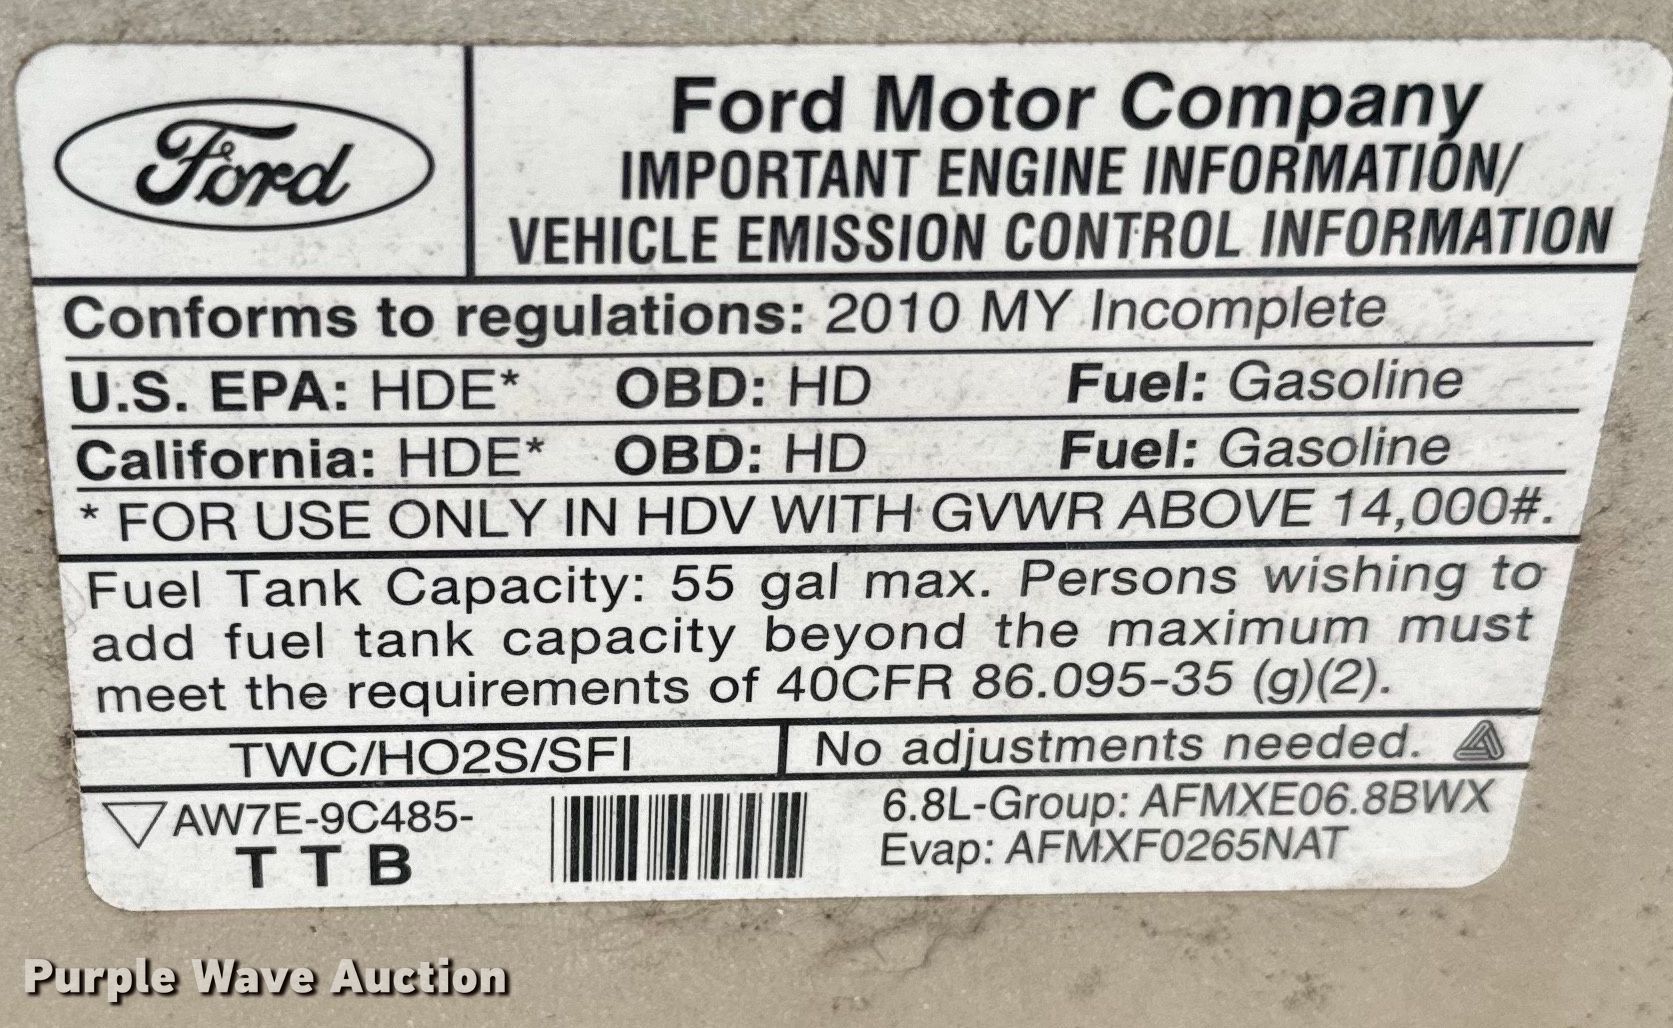 Ford
Ford Motor Company
IMPORTANT ENGINE INFORMATION/
VEHICLE EMISSION CONTROL INFORMATION
Conforms to regulations: 2010 MY Incomplete
U.S. EPA: HDE* OBD: HD Fuel: Gasoline
California: HDE* OBD: HD Fuel: Gasoline
* FOR USE ONLY IN HDV WITH GVWR ABOVE 14,000#.
Fuel Tank Capacity: 55 gal max. Persons wishing to
add fuel tank capacity beyond the maximum must
meet the requirements of 40CFR 86.095-35 (g)(2).
TWC/HO2S/SFI
No adjustments needed.
AW7E-9C485-
T T B
6.8L-Group: AFMXE06.8BWX
Evap: AFMXF0265NAT
Purple Wave Auction